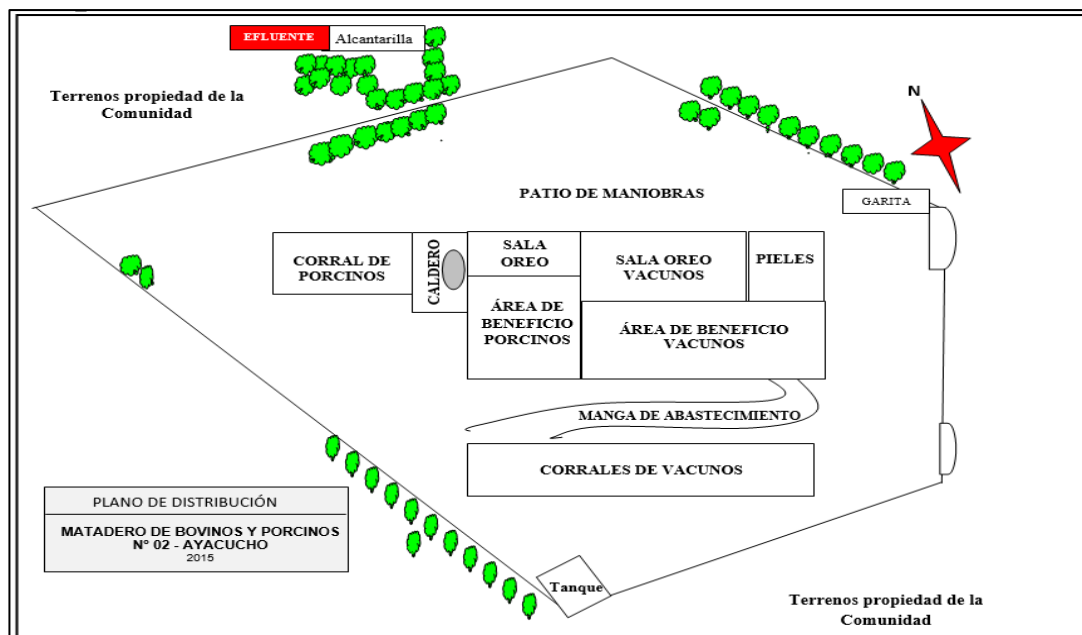 EFLUENTE
Alcantarilla
Terrenos propiedad de la
Comunidad
N
GARITA
PATIO DE MANIOBRAS
CORRAL DE
PORCINOS
CALDERO
SALA
OREO
SALA OREO
VACUNOS
PIELES
ÁREA DE
BENEFICIO
PORCINOS
ÁREA DE BENEFICIO
VACUNOS
MANGA DE ABASTECIMIENTO
CORRALES DE VACUNOS
PLANO DE DISTRIBUCIÓN
MATADERO DE BOVINOS Y PORCINOS
N° 02 - AYACUCHO
2015
Tanque
Terrenos propiedad de la
Comunidad